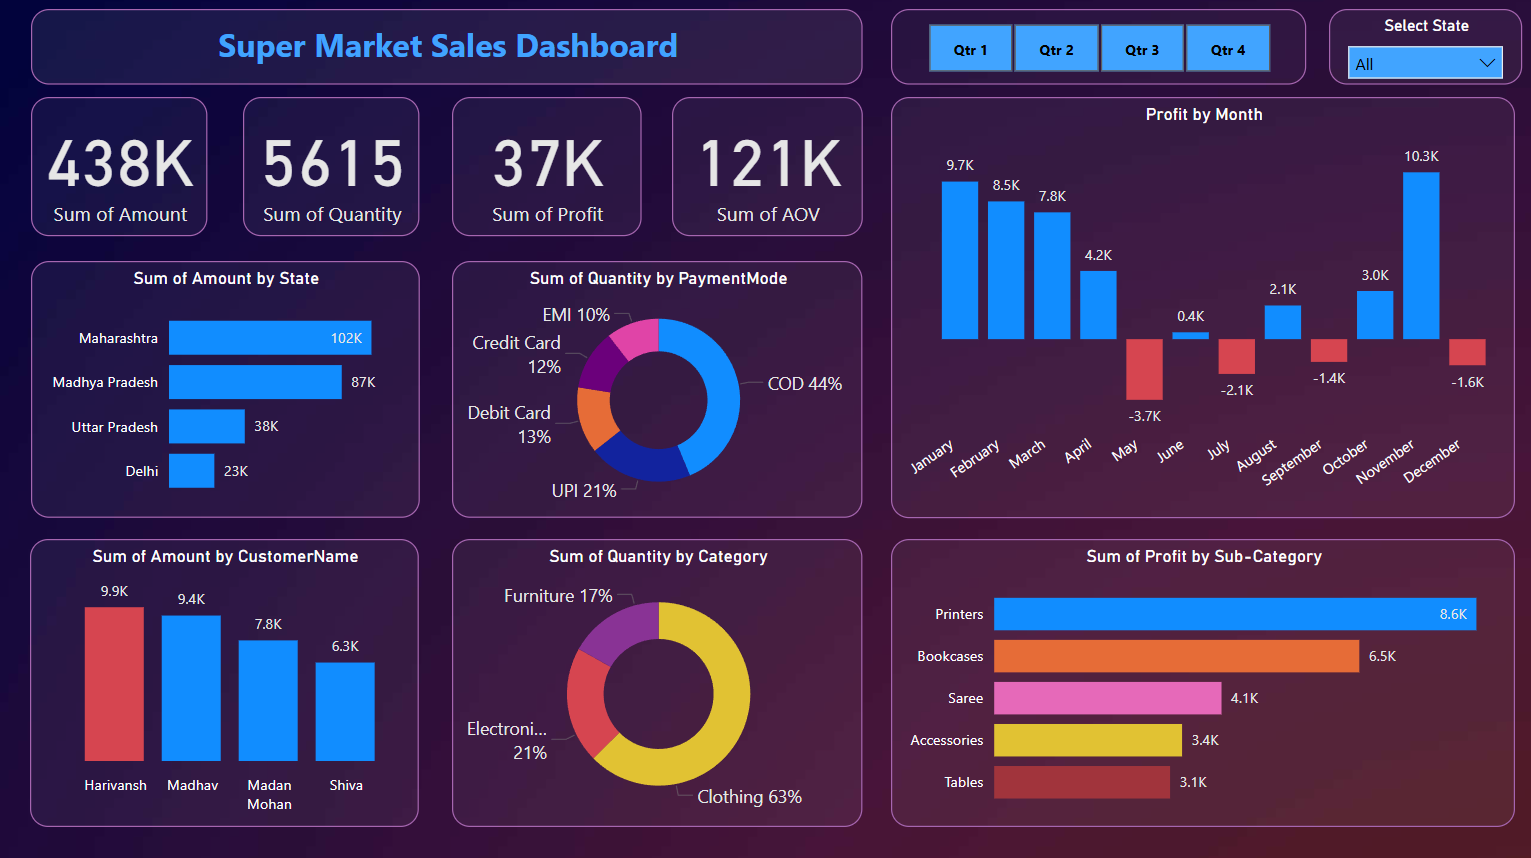 Super Market Sales Dashboard
Qtr 1
Qtr 2
Qtr 3
Qtr 4
Select State
All
438K
Sum of Amount
5615
Sum of Quantity
37K
Sum of Profit
121K
Sum of AOV
Profit by Month
9.7K
8.5K
7.8K
4.2K
-3.7K
0.4K
-2.1K
2.1K
-1.4K
3.0K
10.3K
-1.6K
January
February
March
April
May
June
July
August
September
October
November
December
Sum of Amount by State
Maharashtra
102K
Madhya Pradesh
87K
Uttar Pradesh
38K
Delhi
23K
Sum of Quantity by PaymentMode
EMI 10%
Credit Card
12%
Debit Card
13%
UPI 21%
COD 44%
Sum of Amount by CustomerName
9.9K
9.4K
7.8K
6.3K
Harivansh
Madhav
Madan
Mohan
Shiva
Sum of Quantity by Category
Furniture 17%
Electroni...
21%
Clothing 63%
Sum of Profit by Sub-Category
Printers
8.6K
Bookcases
6.5K
Saree
4.1K
Accessories
3.4K
Tables
3.1K